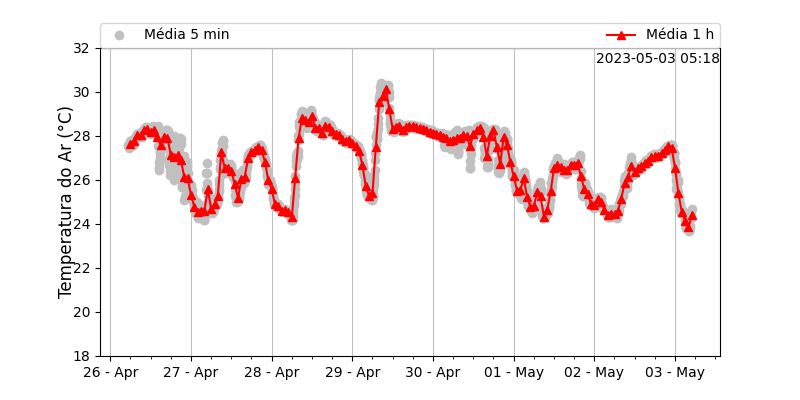 Média 5 min
Média 1 h
2023-05-03 05:18
Temperatura do Ar (°C)
32
30
28
26
24
22
20
18
26 - Apr
27 - Apr
28 - Apr
29 - Apr
30 - Apr
01 - May
02 - May
03 - May